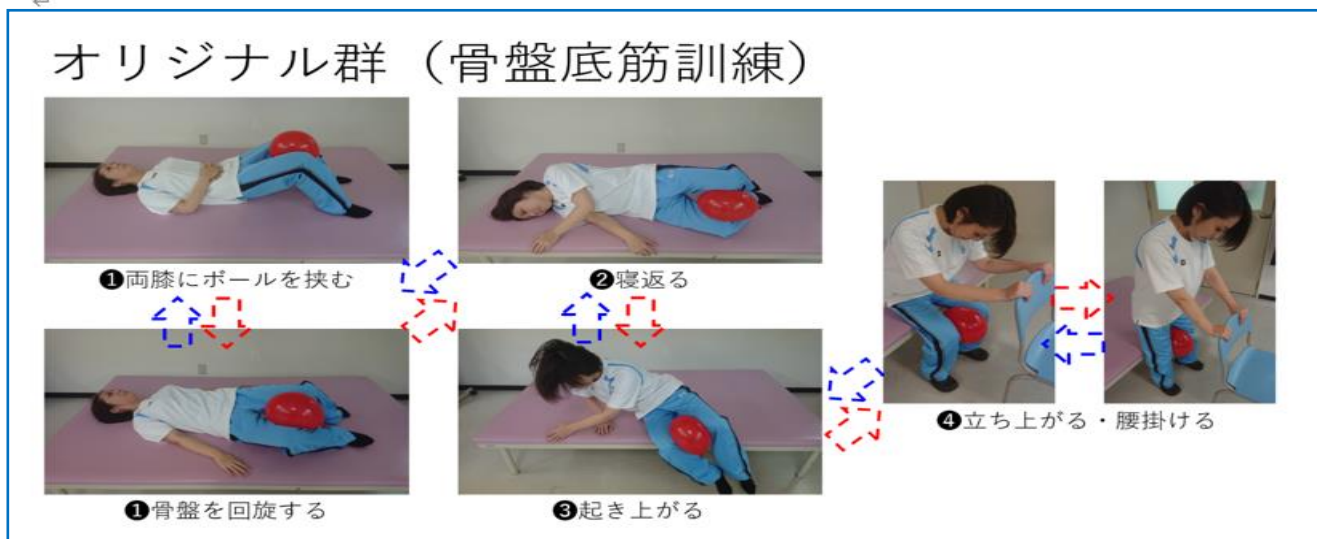 オリジナル群（骨盤底筋訓練）
❶両膝にボールを挟む
❷寝返る
❶骨盤を回旋する
❸起き上がる
❹立ち上がる・腰掛ける